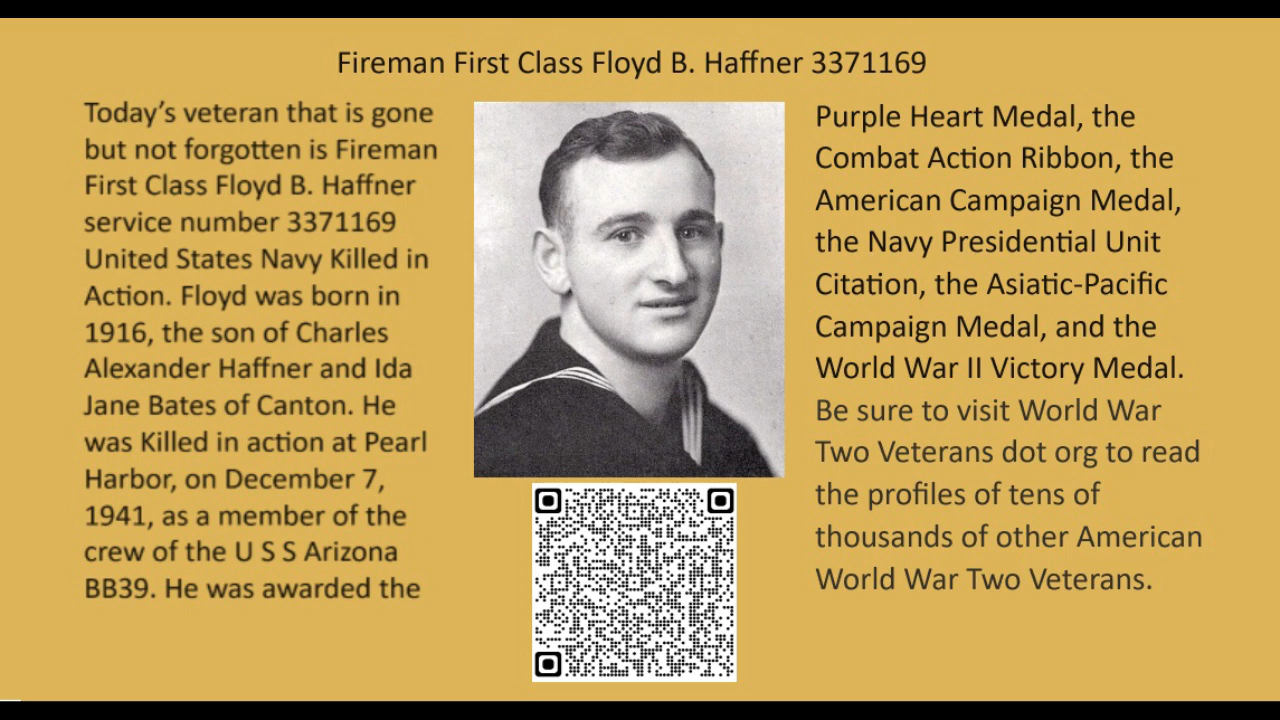 Fireman First Class Floyd B. Haffner 3371169
Today's veteran that is gone
but not forgotten is Fireman
First Class Floyd B. Haffner
service number 3371169
United States Navy Killed in
Action. Floyd was born in
1916, the son of Charles
Alexander Haffner and Ida
Jane Bates of Canton. He
was Killed in action at Pearl
Harbor, on December 7,
1941, as a member of the
crew of the U S S Arizona
BB39. He was awarded the
Purple Heart Medal, the
Combat Action Ribbon, the
American Campaign Medal,
the Navy Presidential Unit
Citation, the Asiatic-Pacific
Campaign Medal, and the
World War II Victory Medal.
Be sure to visit World War
Two Veterans dot org to read
the profiles of tens of
thousands of other American
World War Two Veterans.